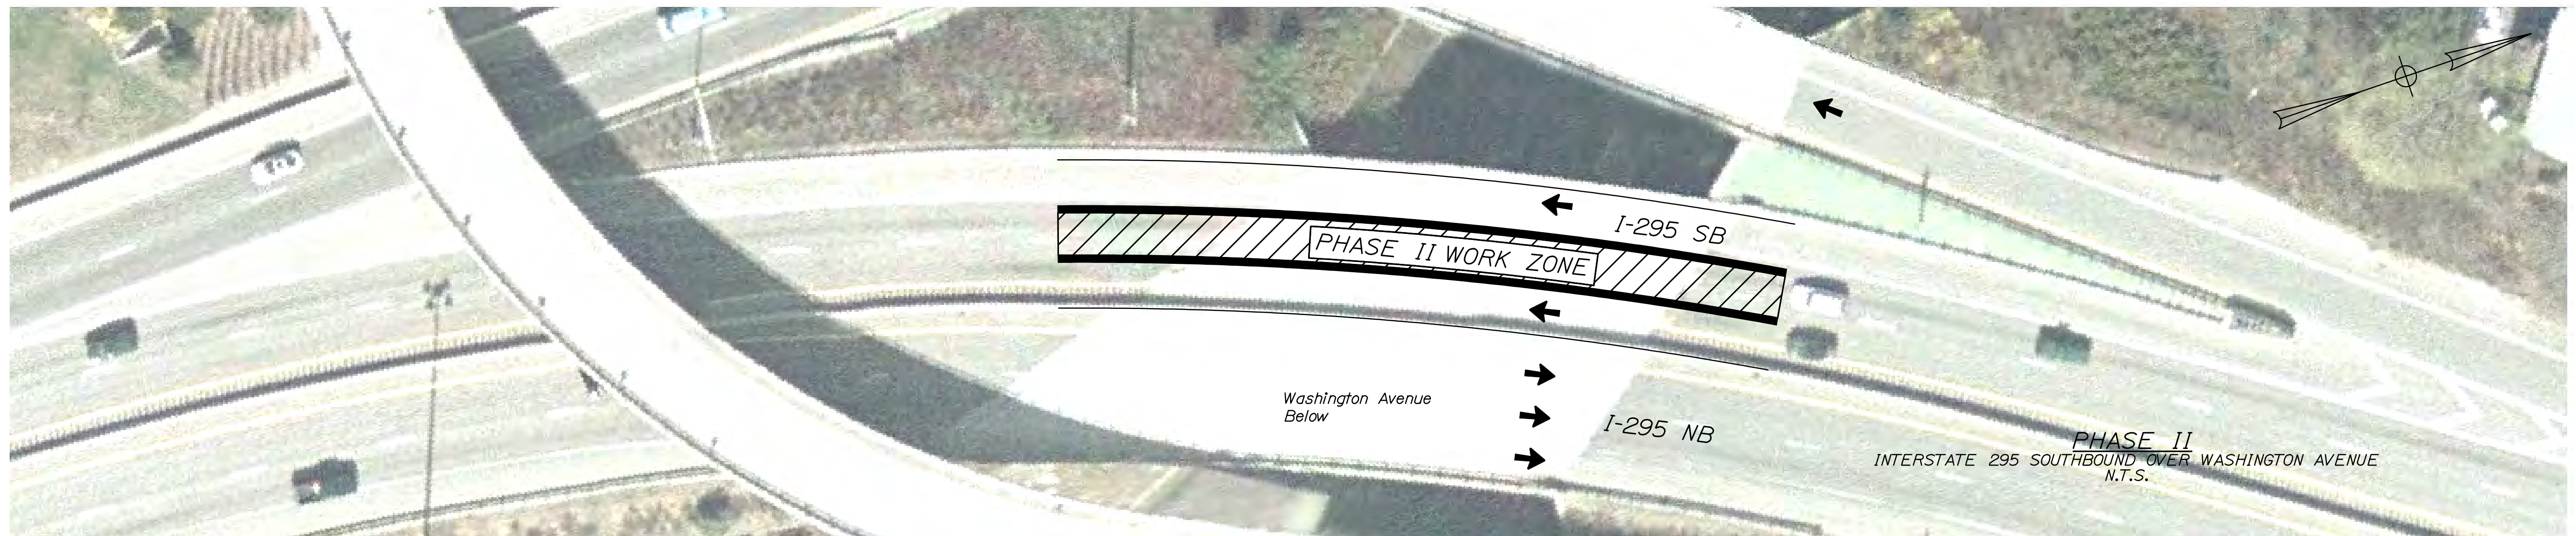 I-295 SB
PHASE II WORK ZONE
Washington Avenue
Below
I-295 NB
PHASE II
INTERSTATE 295 SOUTHBOUND OVER WASHINGTON AVENUE
N.T.S.